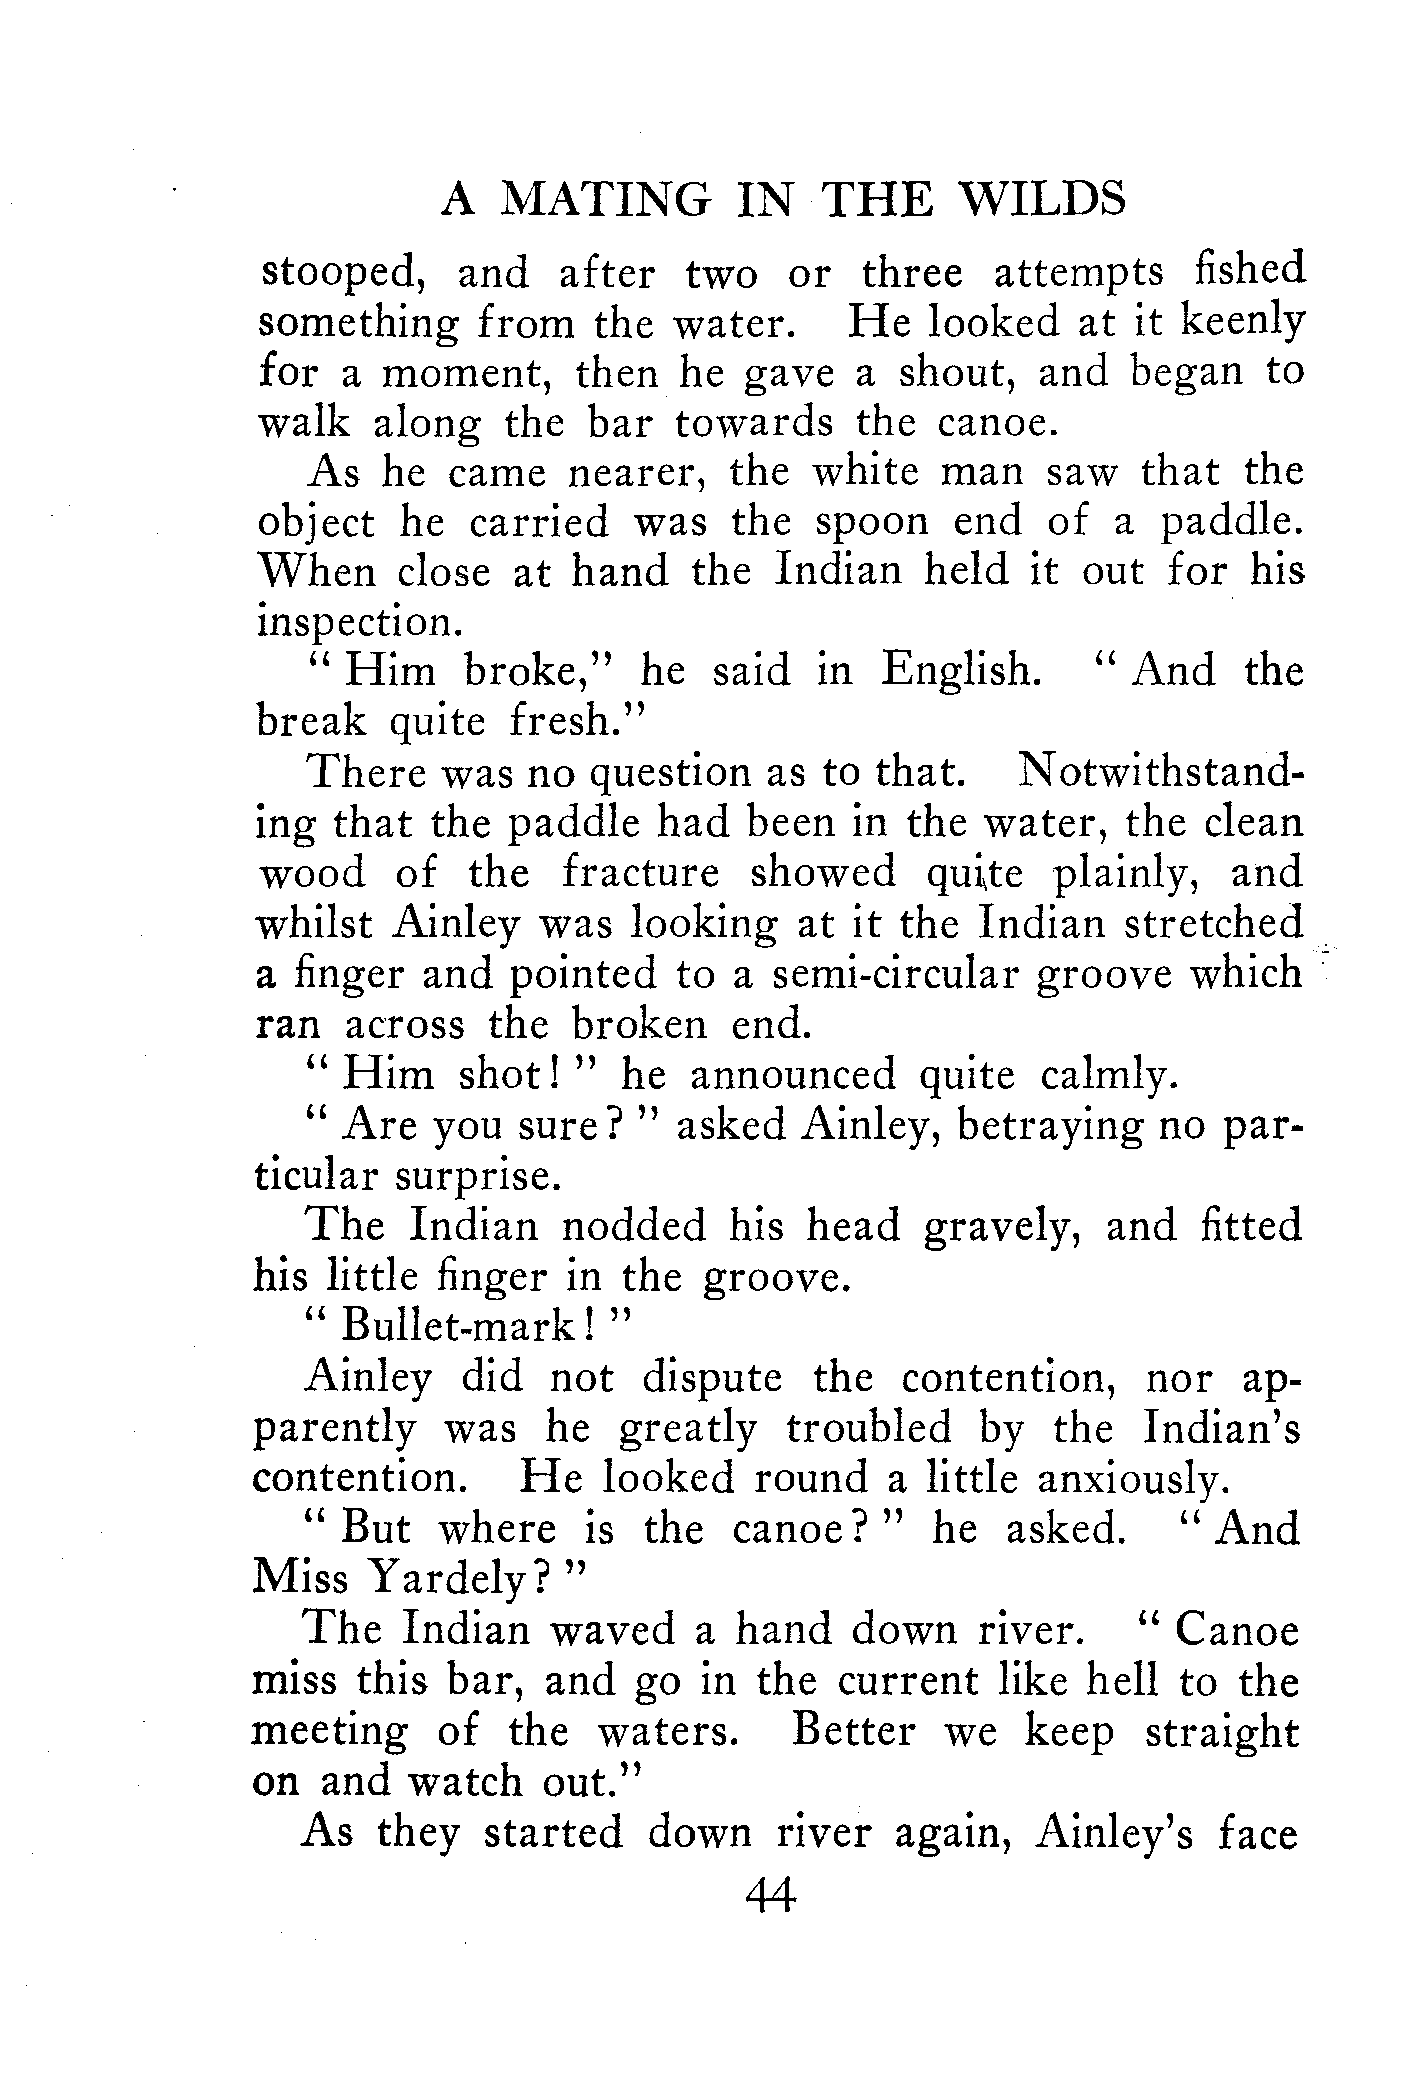 A MATING IN THE WILDS
stooped, and after two or three attempts fished
something from the water. He looked at it keenly
for a moment, then he gave a shout, and began to
walk along the bar towards the canoe.
As he came nearer, the white man saw that the
object he carried was the spoon end of a paddle.
When close at hand the Indian held it out for his
inspection.
“ Him broke,” he said in English. “ And the
break quite fresh.”
There was no question as to that. Notwithstand-
ing that the paddle had been in the water, the clean
wood of the fracture showed quite plainly, and
whilst Ainley was looking at it the Indian stretched
a finger and pointed to a semi-circular groove which
ran across the broken end.
“ Him shot! ” he announced quite calmly.
“ Are you sure? ” asked Ainley, betraying no par-
ticular surprise.
The Indian nodded his head gravely, and fitted
his little finger in the groove.
“ Bullet-mark! ”
Ainley did not dispute the contention, nor ap-
parently was he greatly troubled by the Indian’s
contention. He looked round a little anxiously.
“ But where is the canoe? ” he asked. “ And
Miss Yardely? ”
The Indian waved a hand down river. “ Canoe
miss this bar, and go in the current like hell to the
meeting of the waters. Better we keep straight
on and watch out.”
As they started down river again, Ainley’s face
44